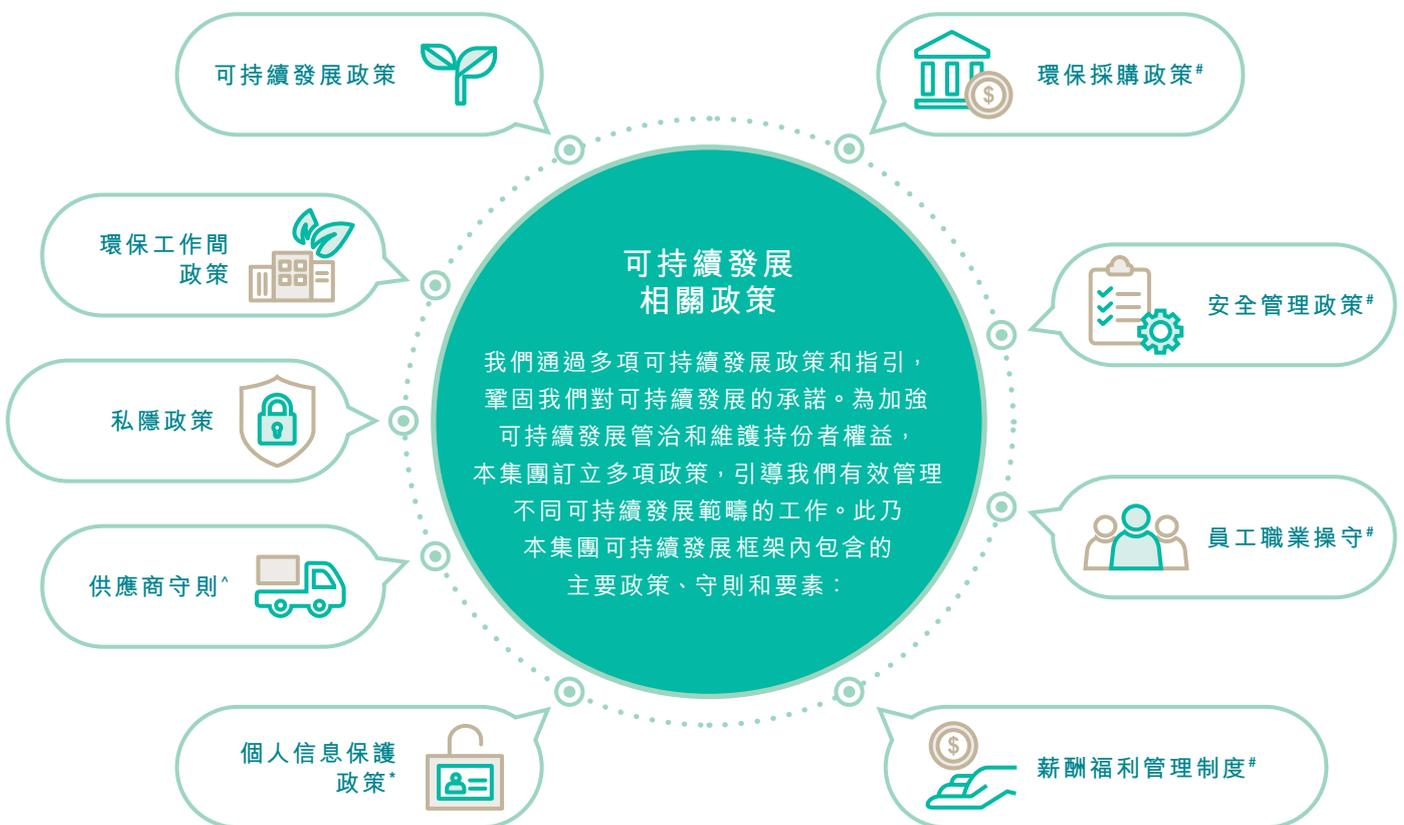 可持續發展政策
環保採購政策#
環保工作間
政策
可持續發展
相關政策
安全管理政策#
我們通過多項可持續發展政策和指引，
鞏固我們對可持續發展的承諾。為加強
可持續發展管治和維護持份者權益，
本集團訂立多項政策，引導我們有效管理
不同可持續發展範疇的工作。此乃
本集團可持續發展框架內包含的
主要政策、守則和要素：
私隱政策
員工職業操守#
供應商守則^
個人信息保護
政策*
薪酬福利管理制度#
$
$